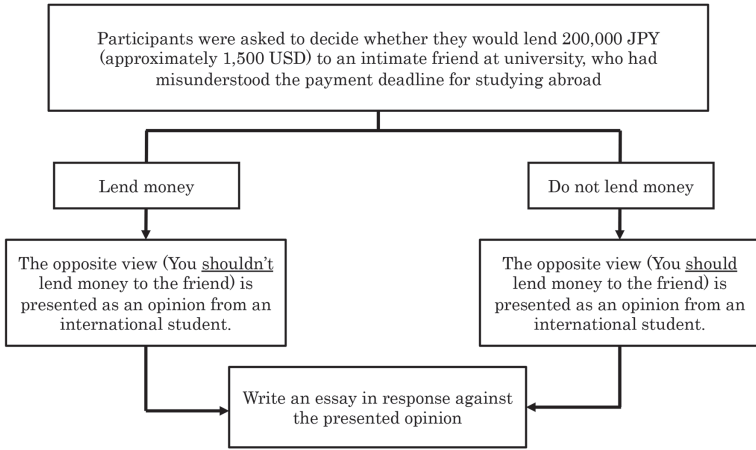 Participants were asked to decide whether they would lend 200,000 JPY
(approximately 1,500 USD) to an intimate friend at university, who had
misunderstood the payment deadline for studying abroad
Lend money
Do not lend money
The opposite view (You shouldn't
lend money to the friend) is
presented as an opinion from an
international student.
The opposite view (You should
lend money to the friend) is
presented as an opinion from an
international student.
Write an essay in response against
the presented opinion